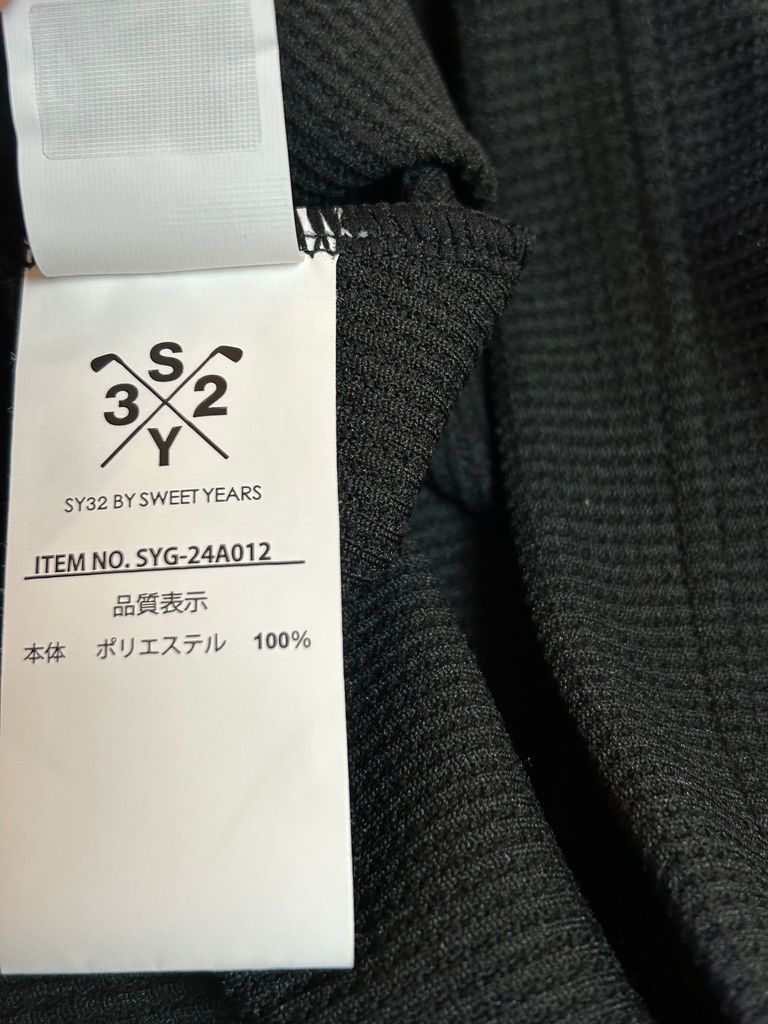 S
3 2
Y
SY32 BY SWEET YEARS
ITEM NO. SYG-24A012
品質表示
本体 ポリエステル 100%